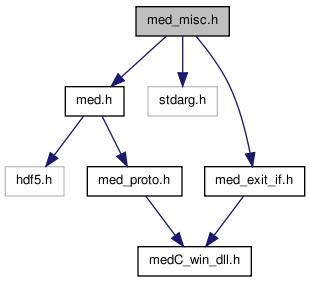 med_misc.h
med.h
stdarg.h
hdf5.h
med_proto.h
med_exit_if.h
medC_win_dll.h